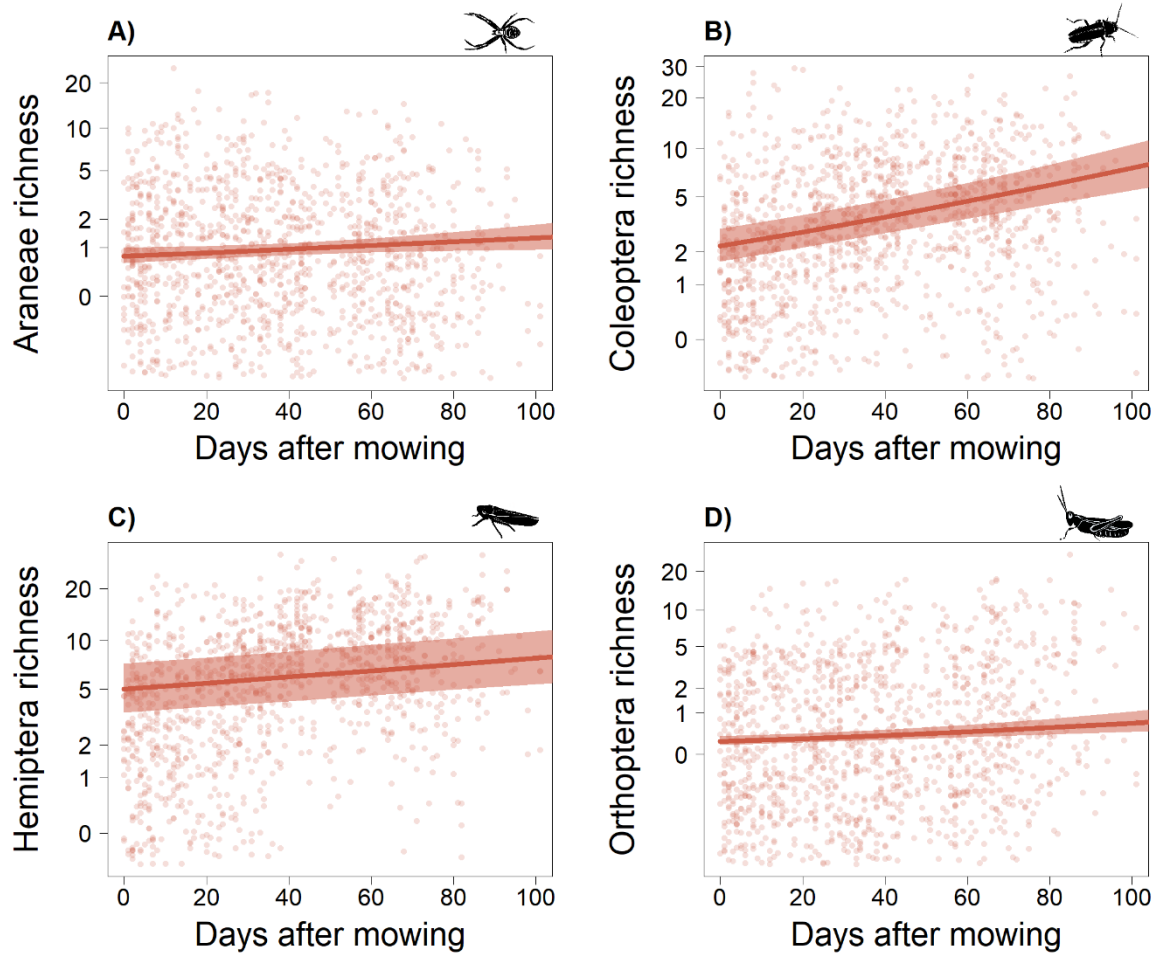 A)
Araneae richness
20
10
5
2
1
0
0 20 40 60 80 100
Days after mowing
B)
Coleoptera richness
30
20
10
5
2
1
0
0 20 40 60 80 100
Days after mowing
C)
Hemiptera richness
20
10
5
2
1
0
0 20 40 60 80 100
Days after mowing
D)
Orthoptera richness
20
10
5
2
1
0
0 20 40 60 80 100
Days after mowing